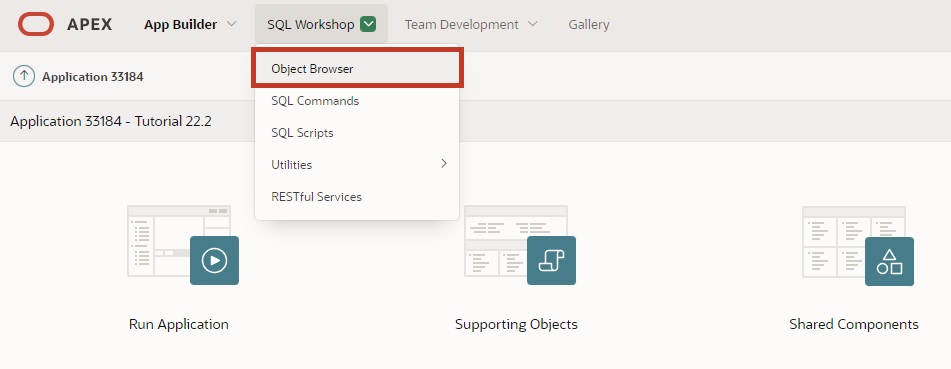 APEX App Builder SQL Workshop Team Development Gallery
Application 33184
Application 33184 - Tutorial 22.2
Object Browser
SQL Commands
SQL Scripts
Utilities
RESTful Services
Run Application
Supporting Objects
Shared Components